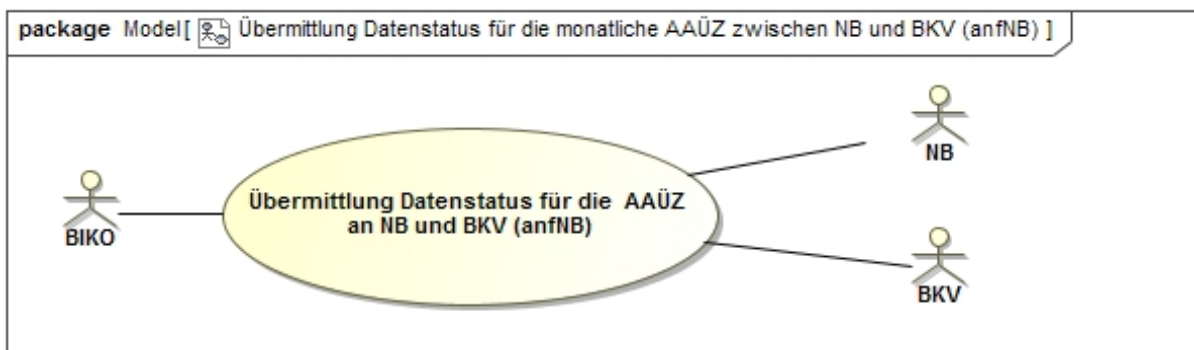 package Model[ Übermittlung Datenstatus für die monatliche AAÜZ zwischen NB und BKV (anfNB) ]
NB
Übermittlung Datenstatus für die AAÜZ
an NB und BKV (anfNB)
BIKO
BKV